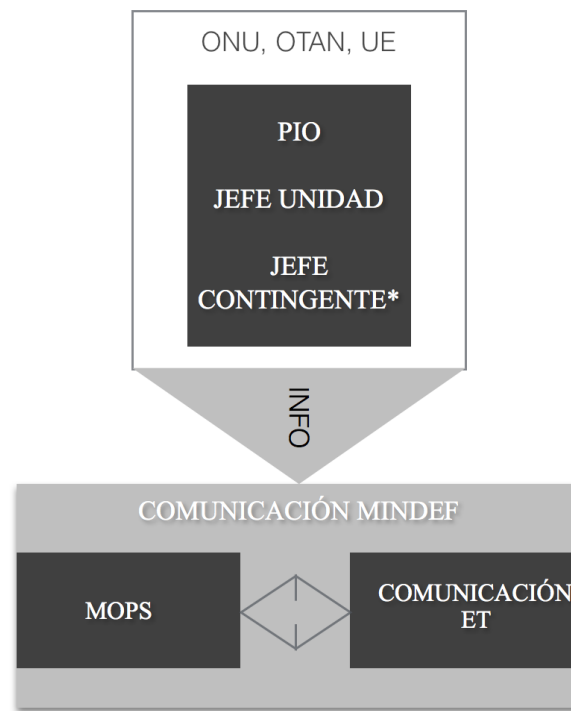 ONU, OTAN, UE
PIO
JEFE UNIDAD
JEFE
CONTINGENTE*
INFO
COMUNICACIÓN MINDEF
MOPS
COMUNICACIÓN
ET